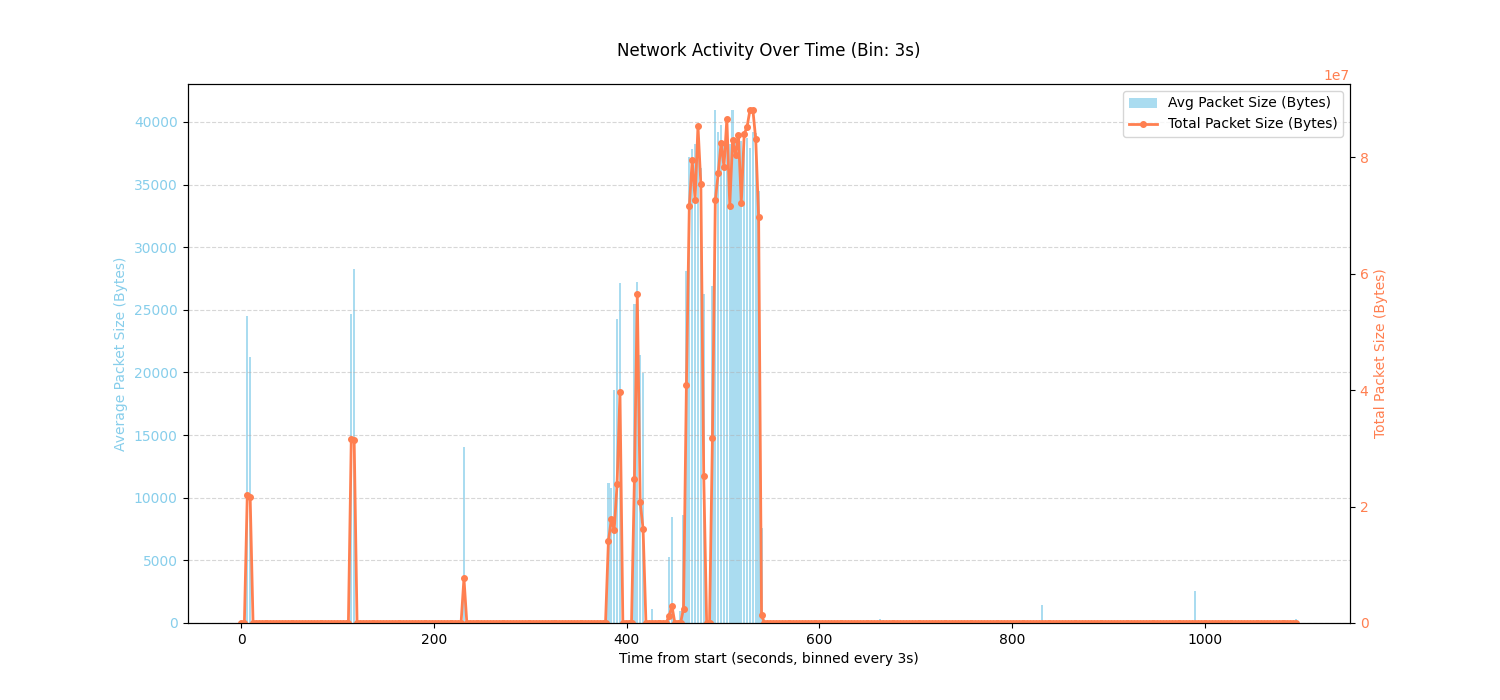 Network Activity Over Time (Bin: 3s)
1e7
Avg Packet Size (Bytes)
Total Packet Size (Bytes)
Average Packet Size (Bytes)
40000
35000
30000
25000
20000
15000
10000
5000
0
8
6
4
2
0
Total Packet Size (Bytes)
0
200
400
600
800
1000
Time from start (seconds, binned every 3s)